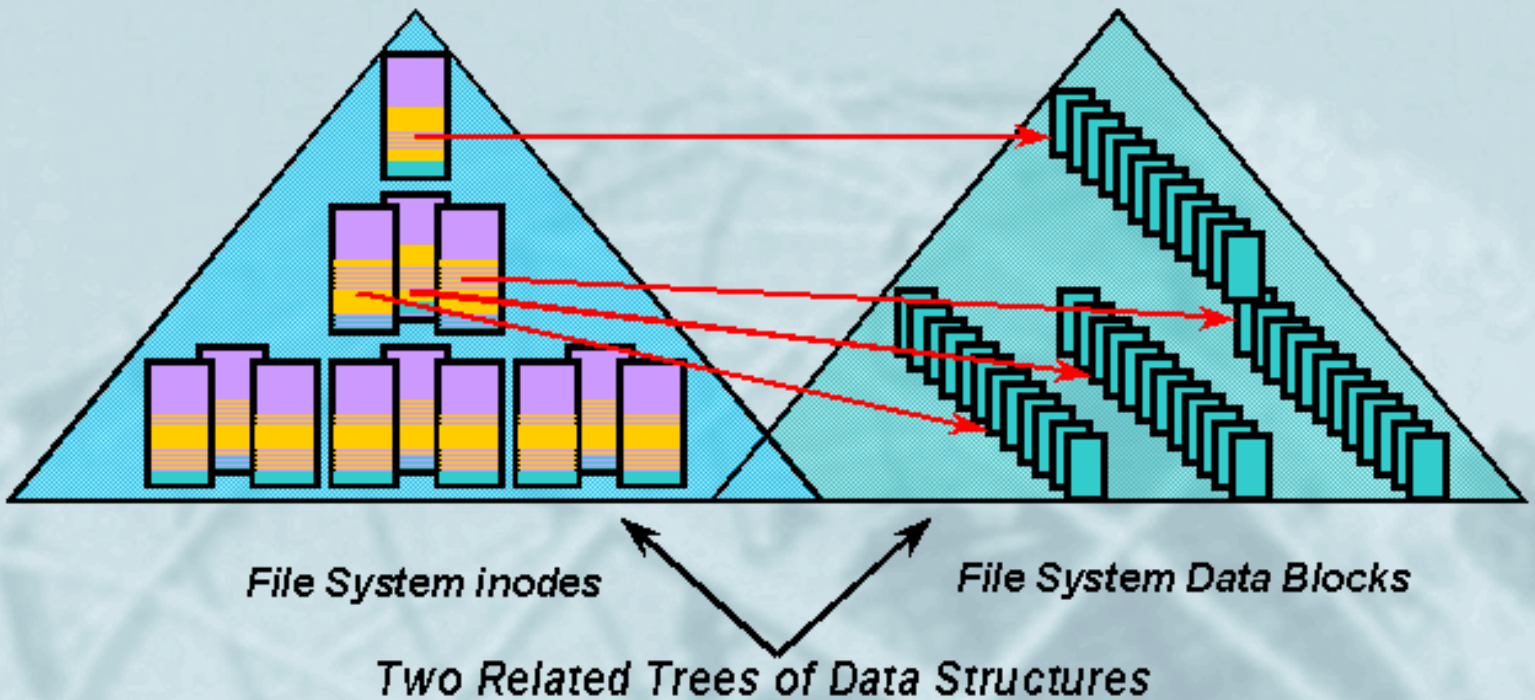 File System inodes
File System Data Blocks
Two Related Trees of Data Structures